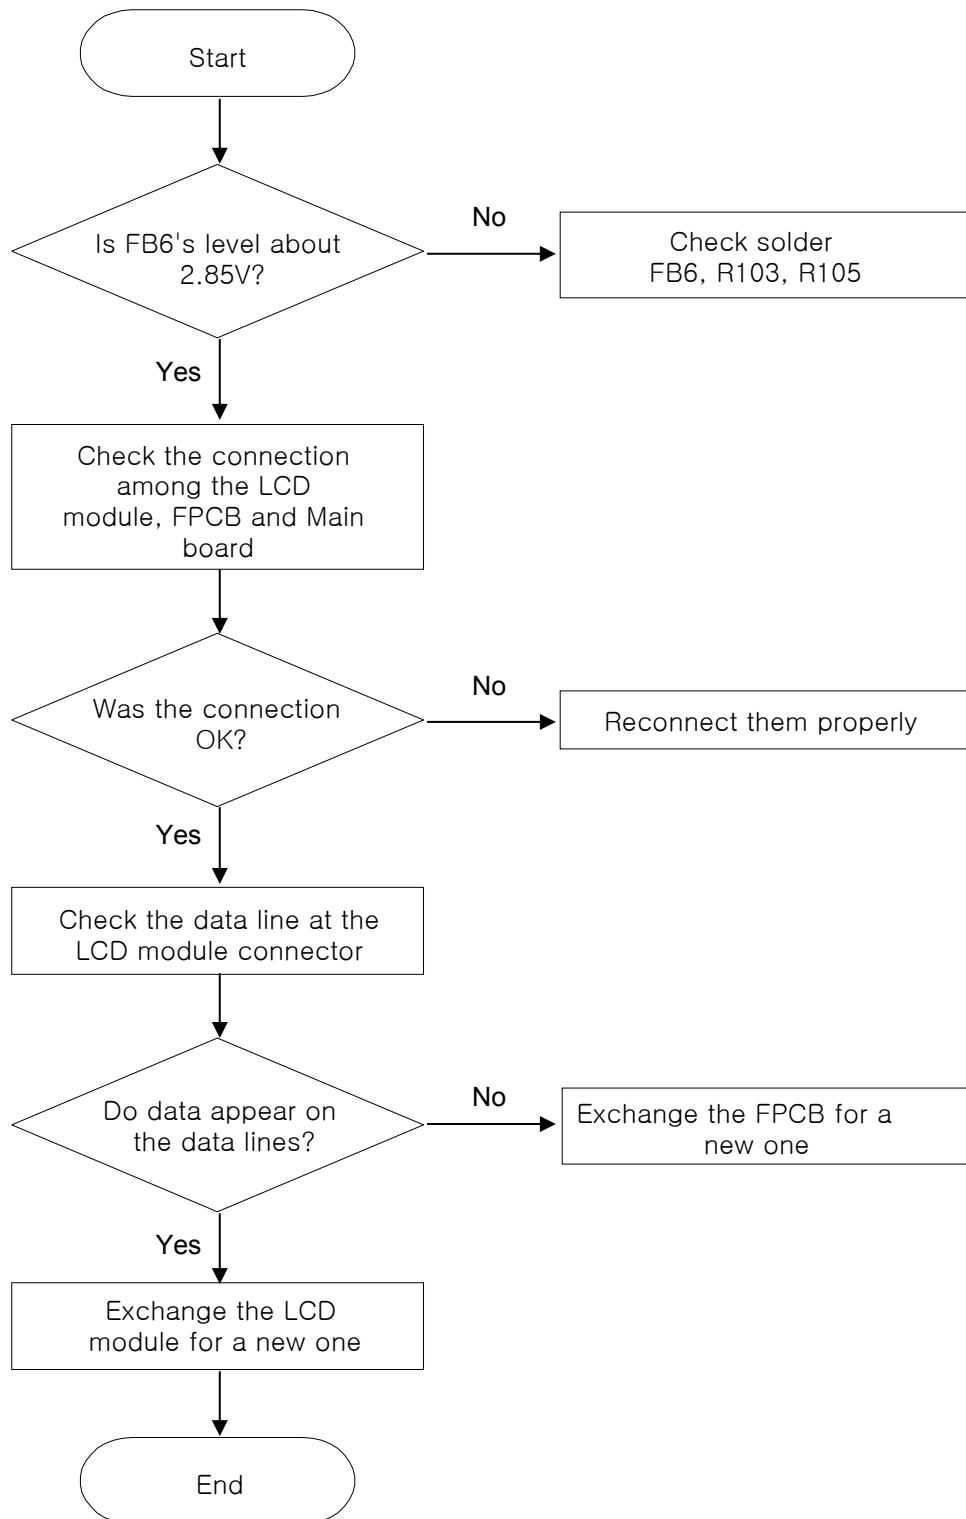 Start
Is FB6's level about
2.85V?
No
Check solder
FB6, R103, R105
Yes
Check the connection
among the LCD
module, FPCB and Main
board
Was the connection
OK?
No
Reconnect them properly
Yes
Check the data line at the
LCD module connector
Do data appear on
the data lines?
No
Exchange the FPCB for a
new one
Yes
Exchange the LCD
module for a new one
End